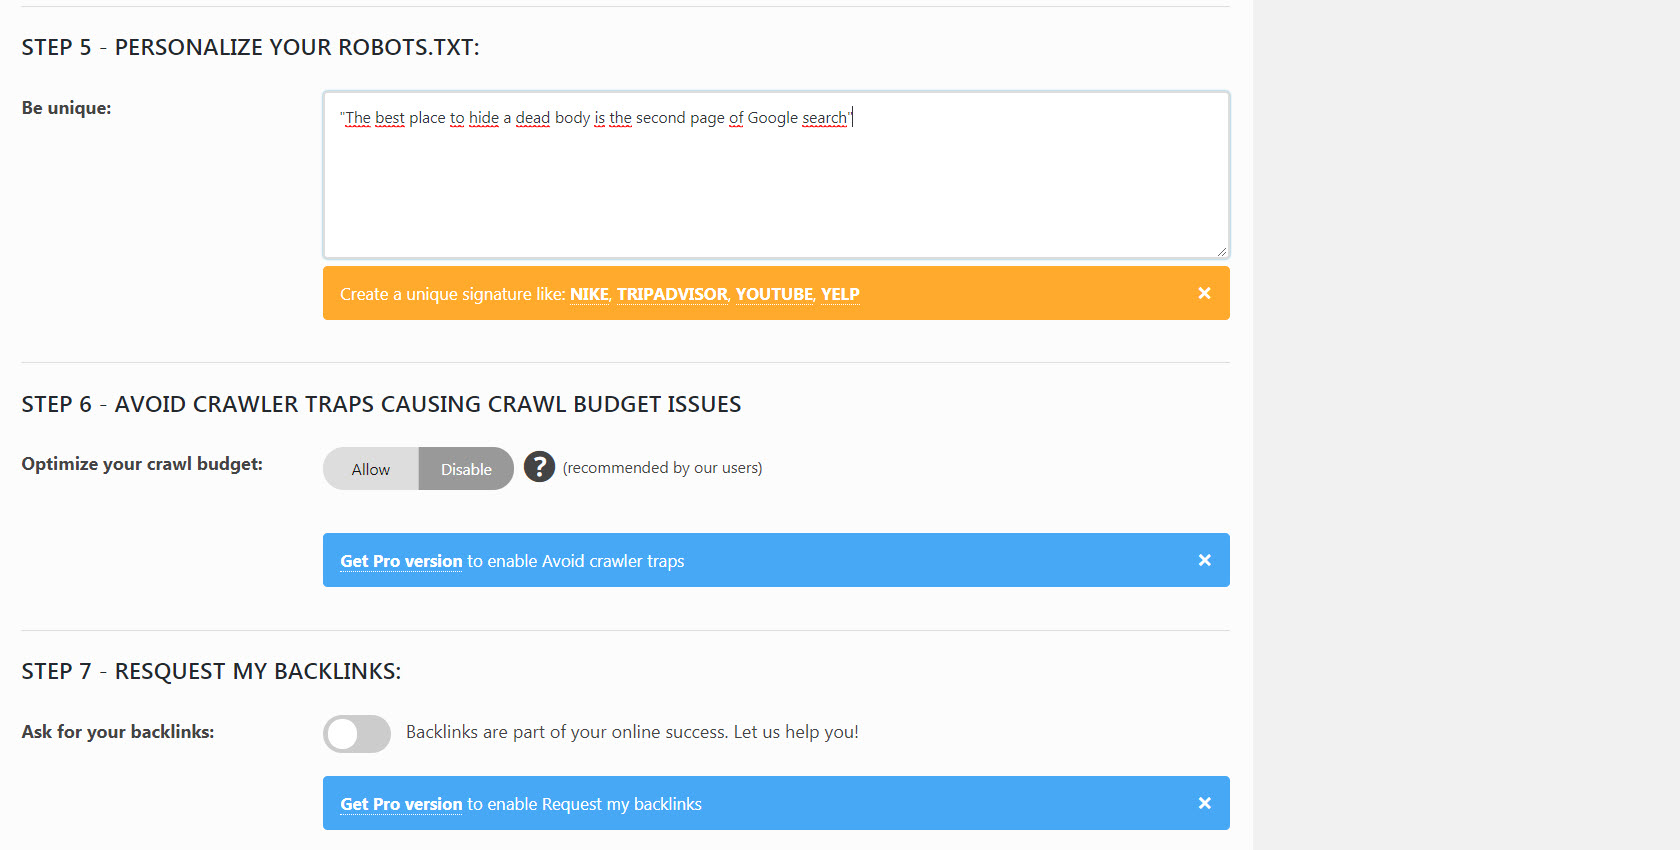 STEP 5 - PERSONALIZE YOUR ROBOTS.TXT:
Be unique:
"The best place to hide a dead body is the second page of Google search"
Create a unique signature like: NIKE, TRIPADVISOR, YOUTUBE, YELP
STEP 6 - AVOID CRAWLER TRAPS CAUSING CRAWL BUDGET ISSUES
Optimize your crawl budget:
Allow Disable ? (recommended by our users)
Get Pro version to enable Avoid crawler traps
STEP 7 - RESQUEST MY BACKLINKS:
Ask for your backlinks:
Backlinks are part of your online success. Let us help you!
Get Pro version to enable Request my backlinks